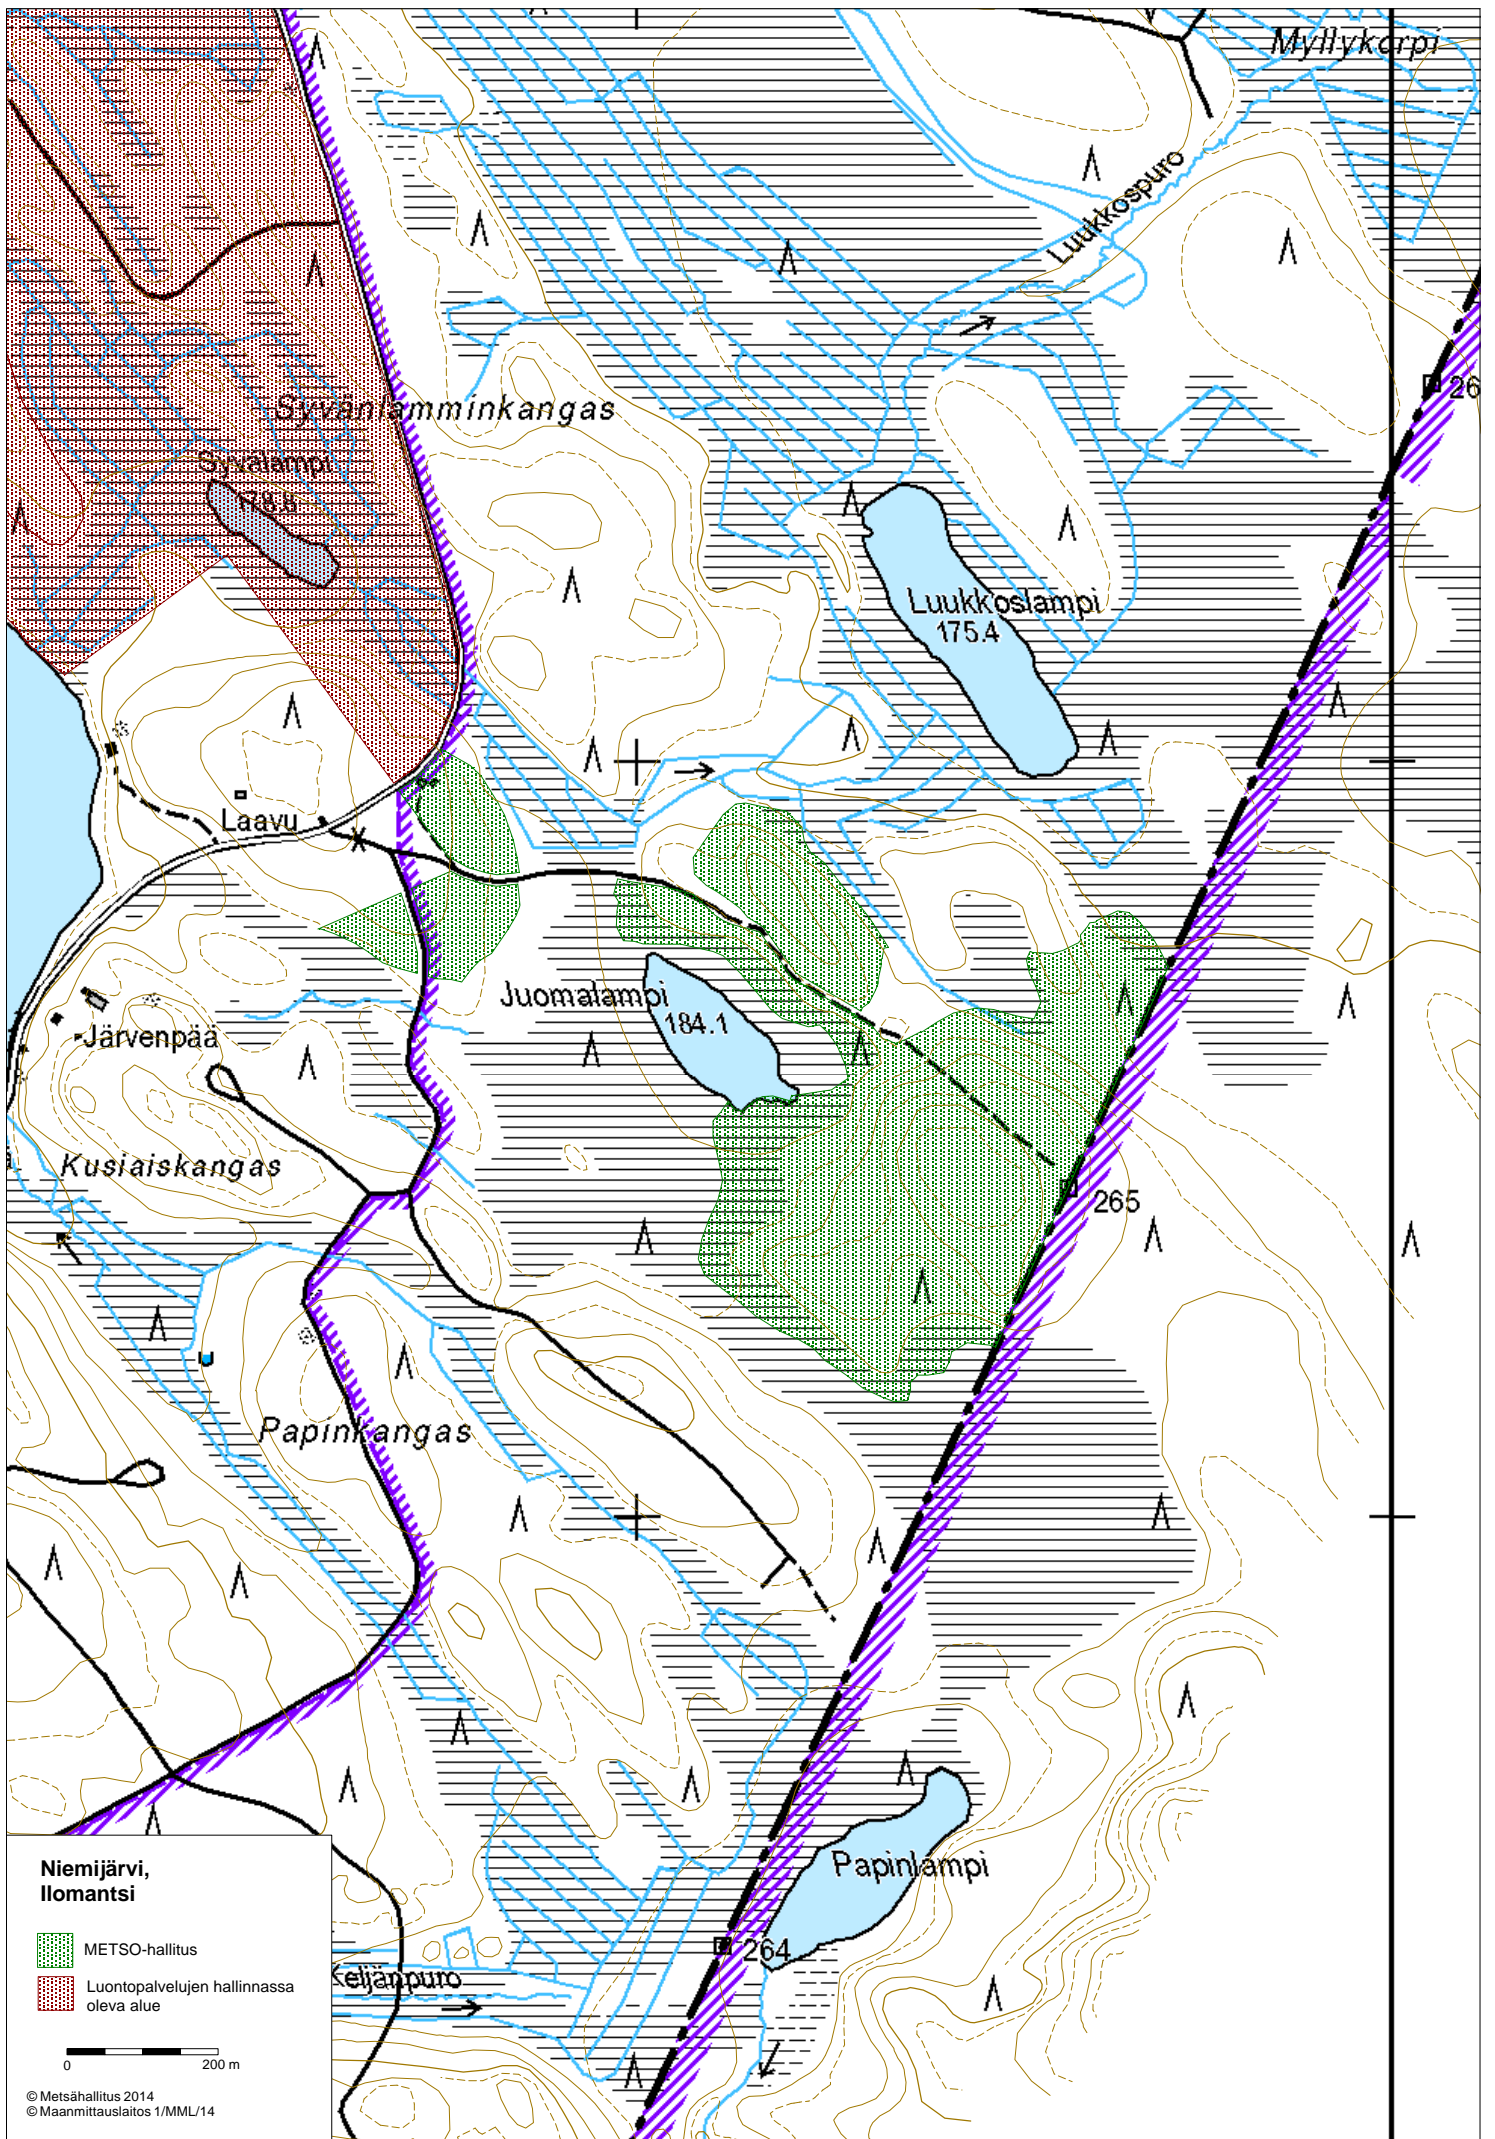 Myllykorpi
Luukkospuro
26
Syvänlamminkangas
Syvälampi
178.8
Luukkoslampi
175.4
Laavu
Juomalampi
184.1
Järvenpää
Kusiaiskangas
265
Papinkangas
Papinlampi
264
Keljänpuro
Niemijärvi,
Ilomantsi
METSO-hallitus
Luontopalvelujen hallinnassa
oleva alue
0 200 m
© Metsähallitus 2014
© Maanmittauslaitos 1/MML/14